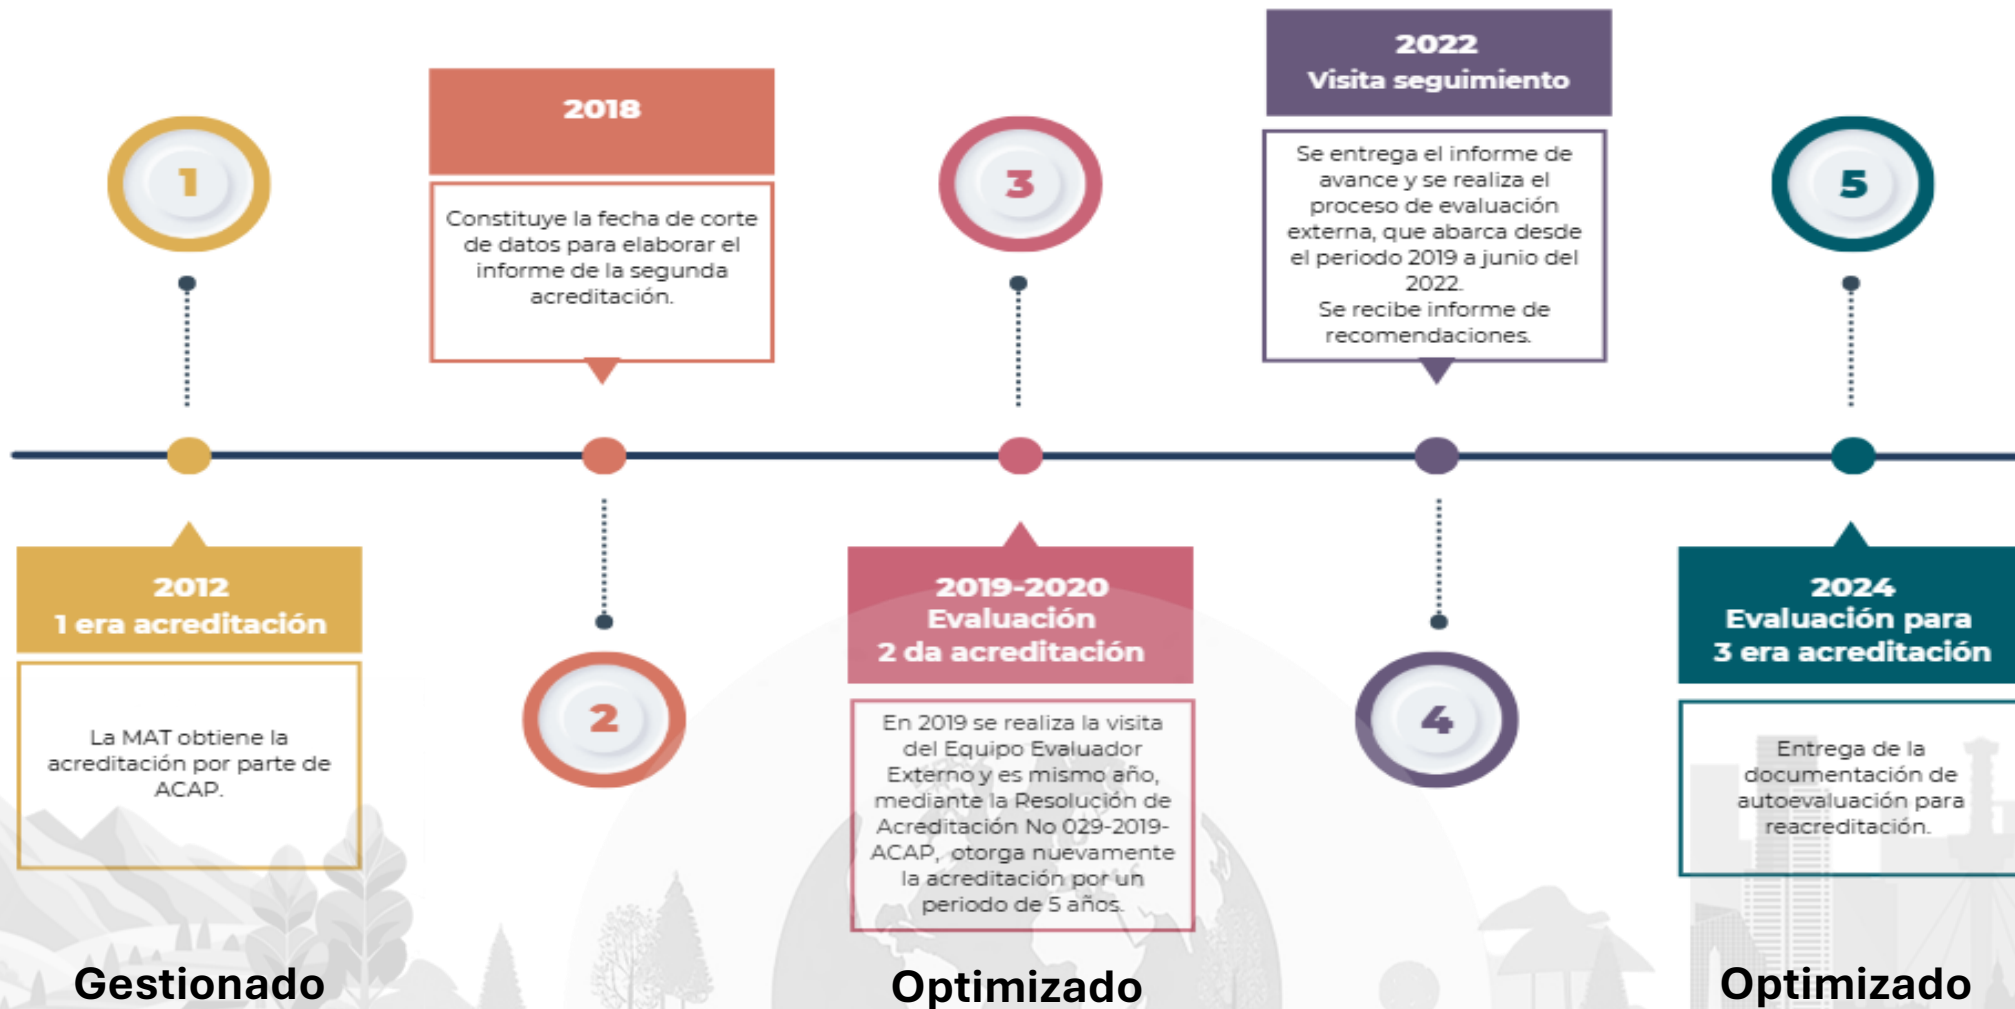 1
2012
1 era acreditación
La MAT obtiene la
acreditación por parte de
ACAP.
Gestionado
2018
Constituye la fecha de corte
de datos para elaborar el
informe de la segunda
acreditación.
2
3
2019-2020
Evaluación
2 da acreditación
En 2019 se realiza la visita
del Equipo Evaluador
Externo y es mismo año,
mediante la Resolución de
Acreditación No 029-2019-
ACAP, otorga nuevamente
la acreditación por un
periodo de 5 años.
Optimizado
2022
Visita seguimiento
Se entrega el informe de
avance y se realiza el
proceso de evaluación
externa, que abarca desde
el periodo 2019 a junio del
2022.
Se recibe informe de
recomendaciones.
4
5
2024
Evaluación para
3 era acreditación
Entrega de la
documentación de
autoevaluación para
reacreditación.
Optimizado